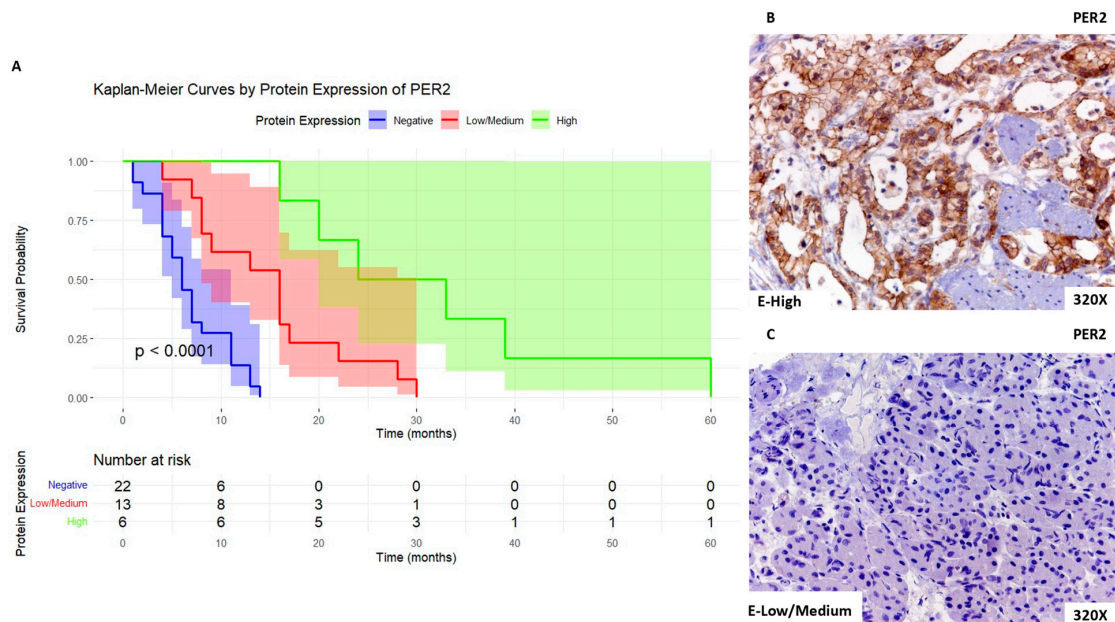 A
Kaplan-Meier Curves by Protein Expression of PER2
Protein Expression Negative Low/Medium High
Survival Probability
1.00
0.75
0.50
0.25
0.00
p < 0.0001
0 10 20 30 40 50 60
Time (months)
Number at risk
Protein Expression
Negative 22 6 0 0 0 0 0
Low/Medium 13 8 3 1 0 0 0
High 6 6 5 3 1 1 1
0 10 20 30 40 50 60
Time (months)
B PER2
E-High 320X
C PER2
E-Low/Medium 320X